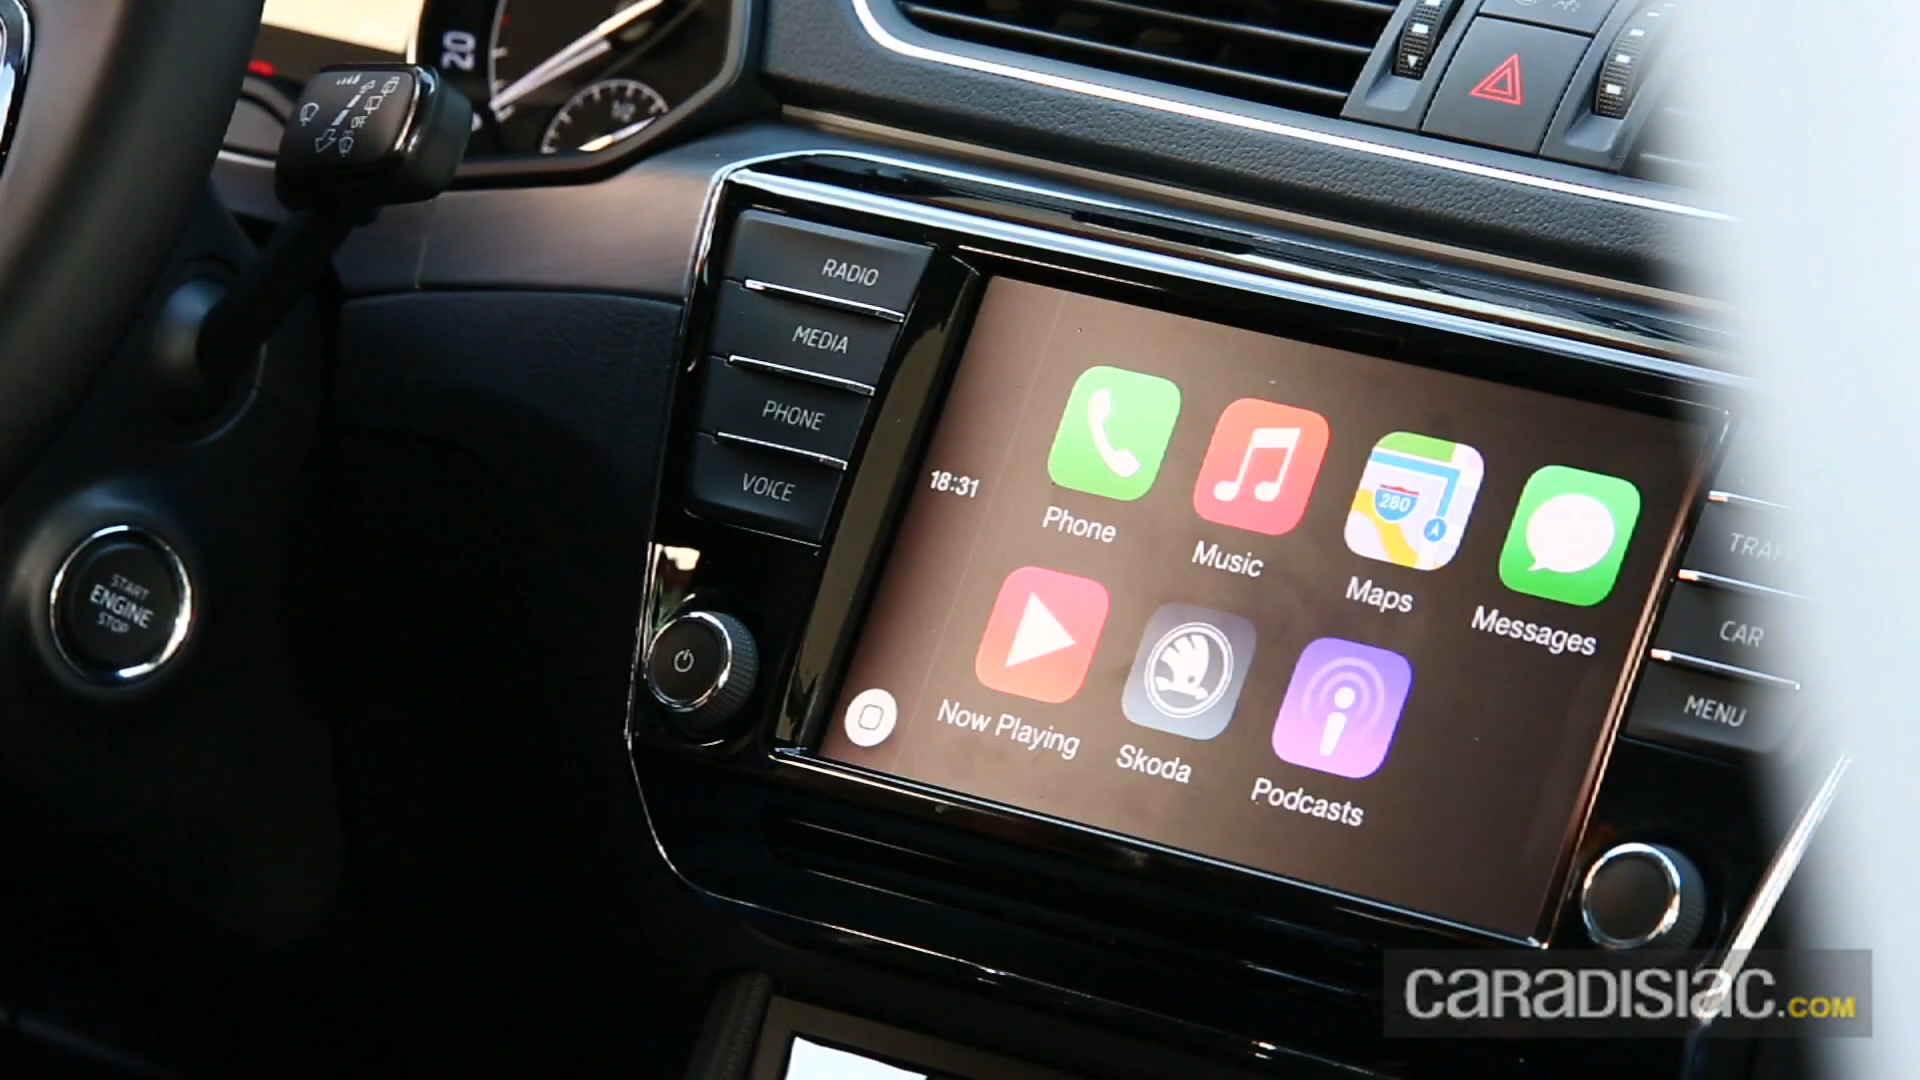 20
RADIO
MEDIA
PHONE
VOICE
START
ENGINE
STOP
18:31
Phone
Music
280
Maps
Messages
Now Playing
Skoda
Podcasts
CAR
MENU
CARADISIAC.COM